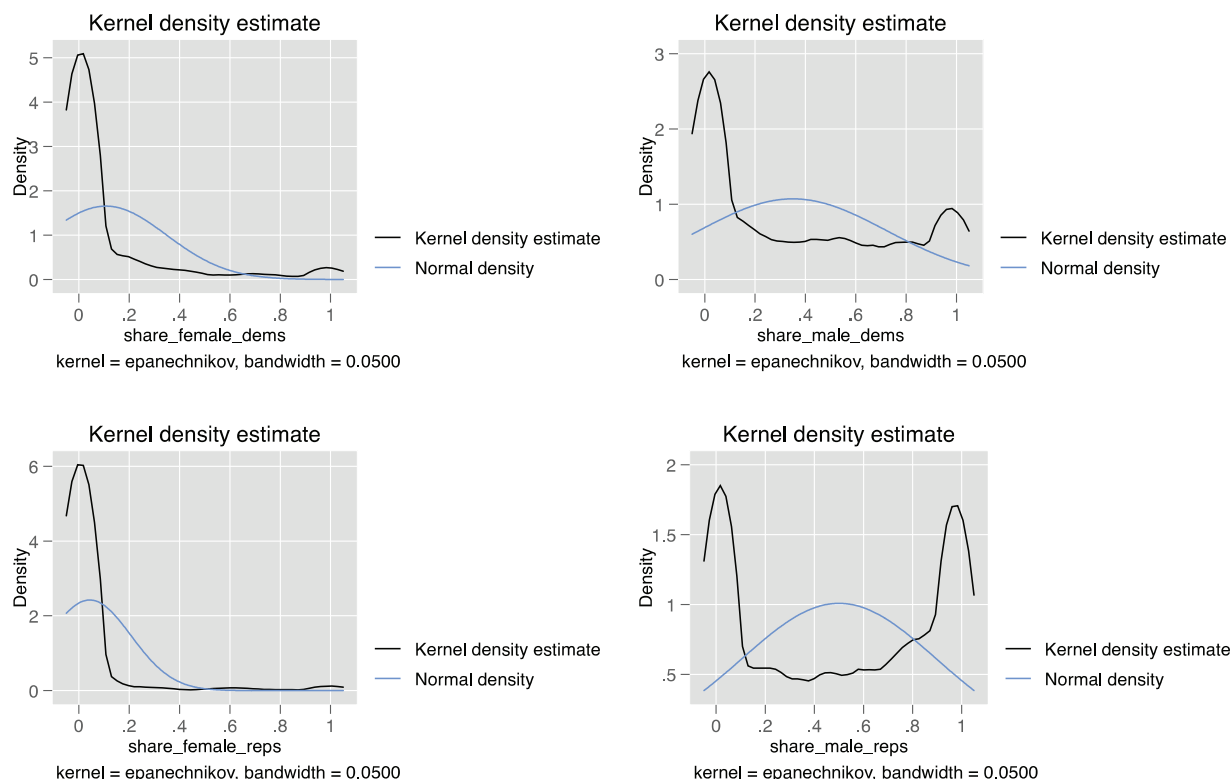 Kernel density estimate
5
4
3
2
1
0
Density
0 .2 .4 .6 .8 1
share_female_dems
kernel = epanechnikov, bandwidth = 0.0500
Kernel density estimate
Normal density
Kernel density estimate
3
2
1
0
Density
0 .2 .4 .6 .8 1
share_male_dems
kernel = epanechnikov, bandwidth = 0.0500
Kernel density estimate
Normal density
Kernel density estimate
6
4
2
0
Density
0 .2 .4 .6 .8 1
share_female_reps
kernel = epanechnikov, bandwidth = 0.0500
Kernel density estimate
Normal density
Kernel density estimate
2
1.5
1
.5
Density
0 .2 .4 .6 .8 1
share_male_reps
kernel = epanechnikov, bandwidth = 0.0500
Kernel density estimate
Normal density